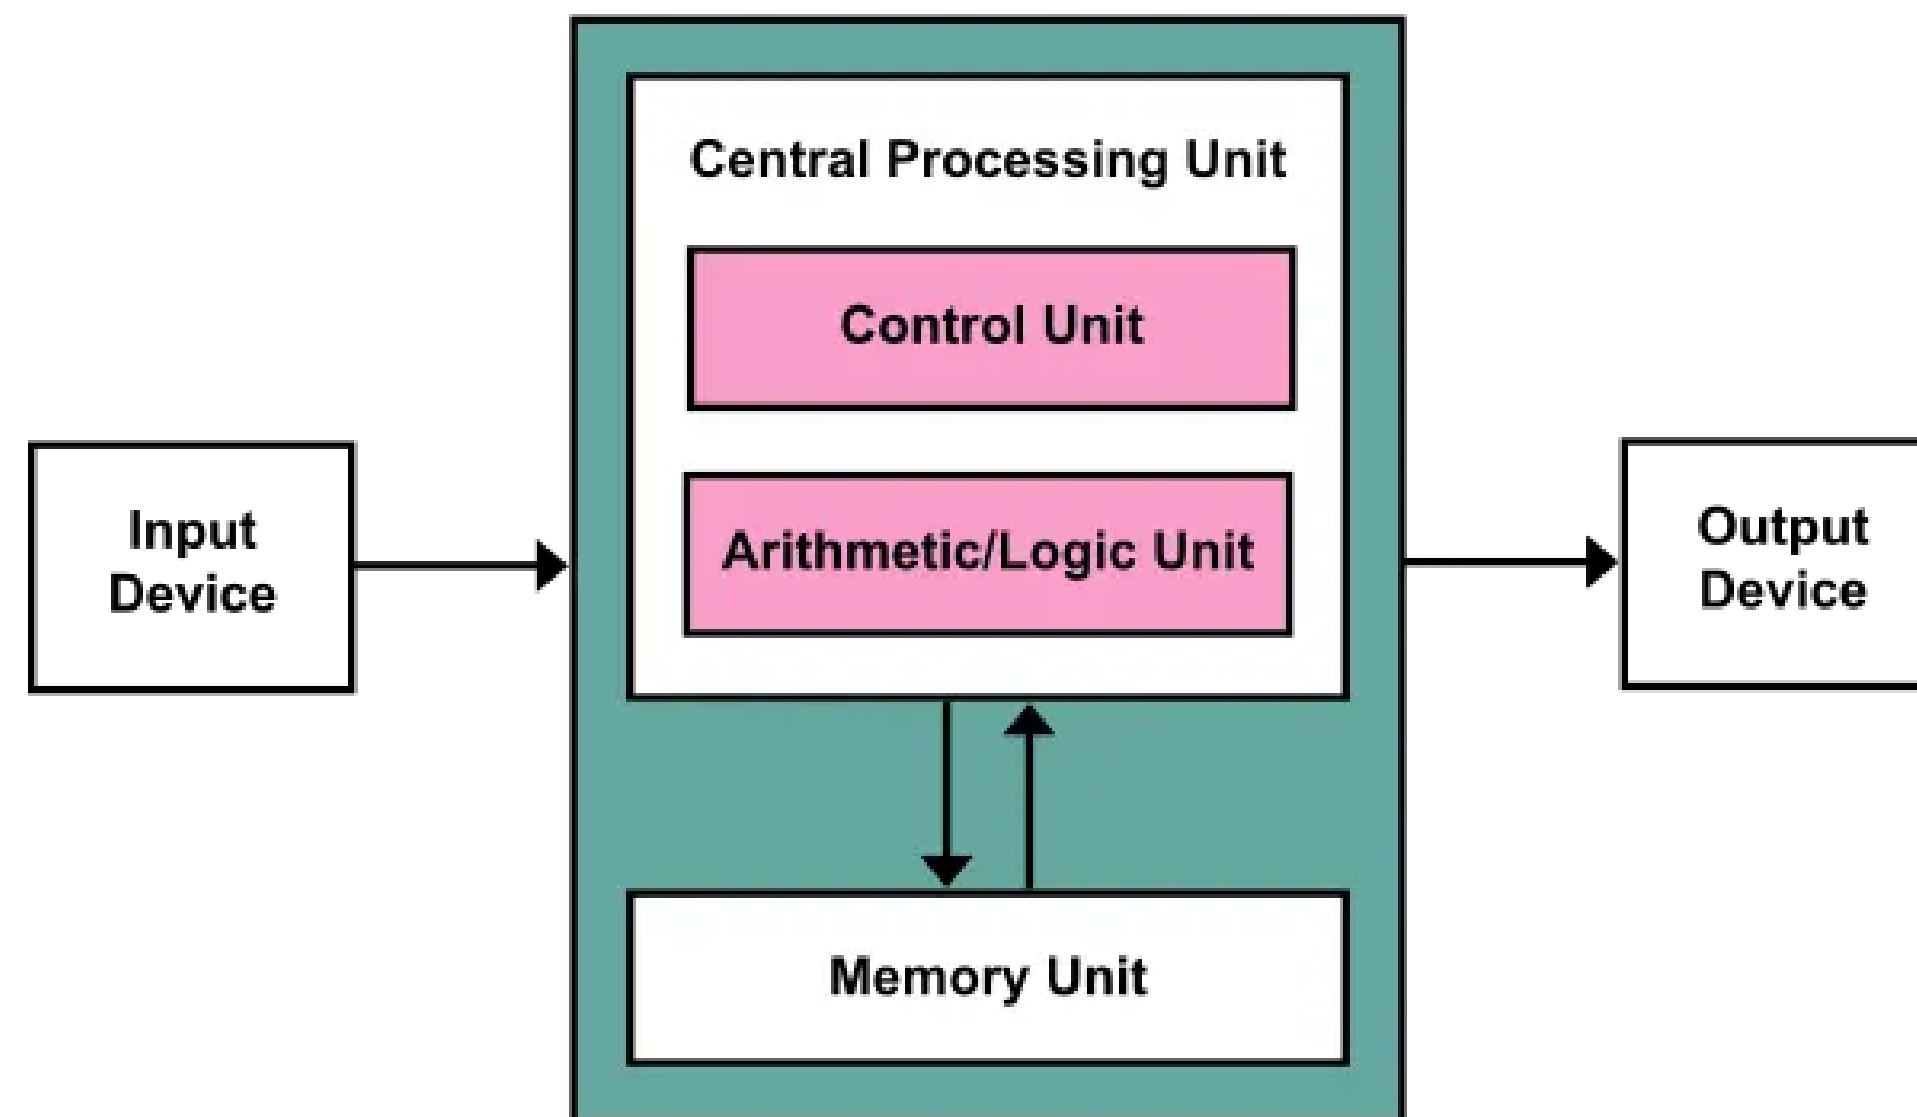 Central Processing Unit
Control Unit
Arithmetic/Logic Unit
Input
Device
Output
Device
Memory Unit